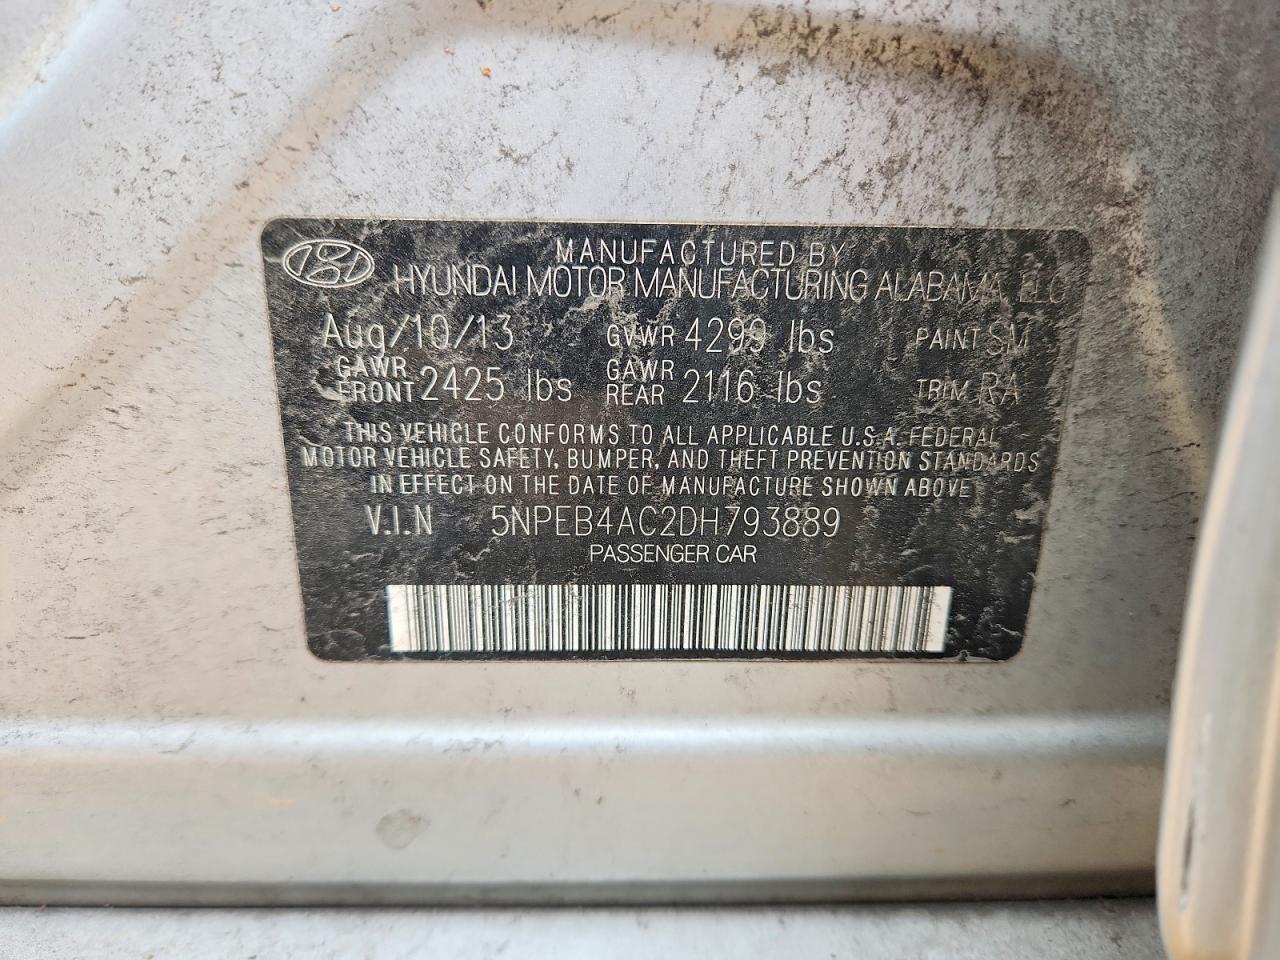 MANUFACTURED BY
HYUNDAI MOTOR MANUFACTURING ALABAMA, LLC
Aug/10/13 GVWR 4299 lbs PAINT SM
GAWR FRONT 2425 lbs GAWR REAR 2116 lbs TRIM RA
THIS VEHICLE CONFORMS TO ALL APPLICABLE U.S.A. FEDERAL
MOTOR VEHICLE SAFETY, BUMPER, AND THEFT PREVENTION STANDARDS
IN EFFECT ON THE DATE OF MANUFACTURE SHOWN ABOVE
V.I.N 5NPEB4AC2DH793889
PASSENGER CAR